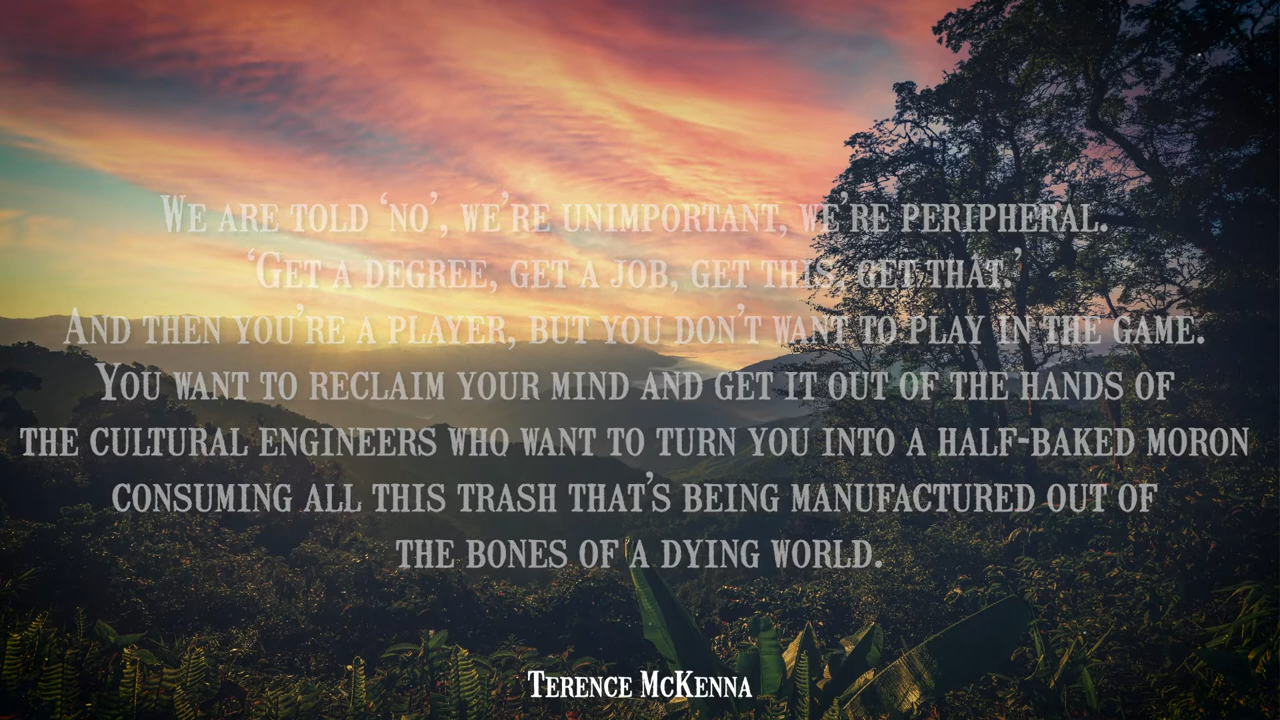 We are told ‘no’, we’re unimportant, we’re peripheral.
‘Get a degree, get a job, get this, get that.’
And then you’re a player, but you don’t want to play in the game.
You want to reclaim your mind and get it out of the hands of
the cultural engineers who want to turn you into a half-baked moron
consuming all this trash that’s being manufactured out of
the bones of a dying world.
Terence McKenna